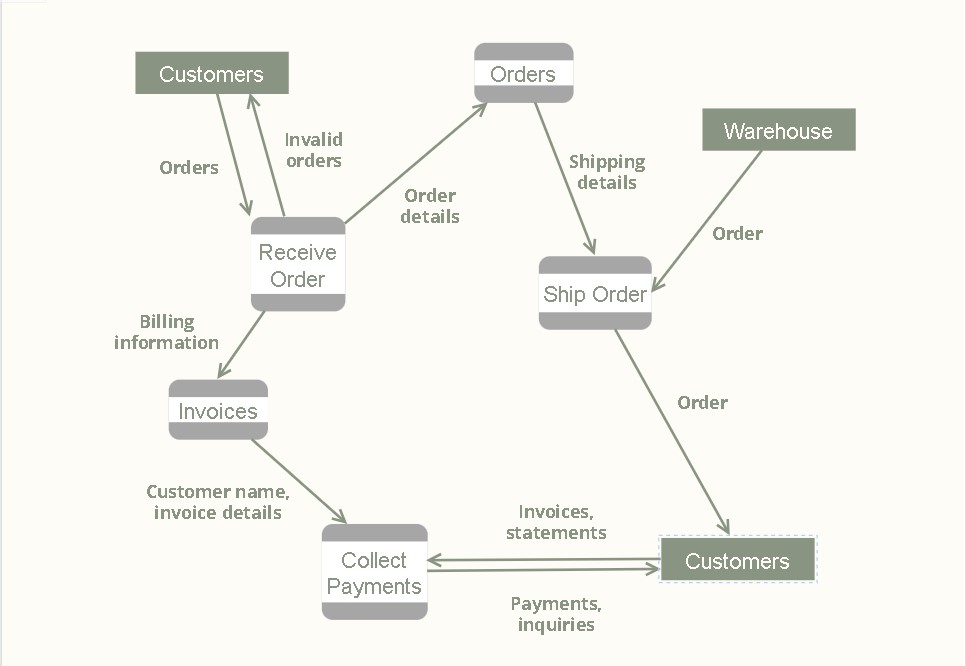 Customers
Orders
Warehouse
Invalid
orders
Orders
Shipping
details
Order
details
Order
Receive
Order
Ship Order
Billing
information
Invoices
Order
Customer name,
invoice details
Invoices,
statements
Collect
Payments
Customers
Payments,
inquiries